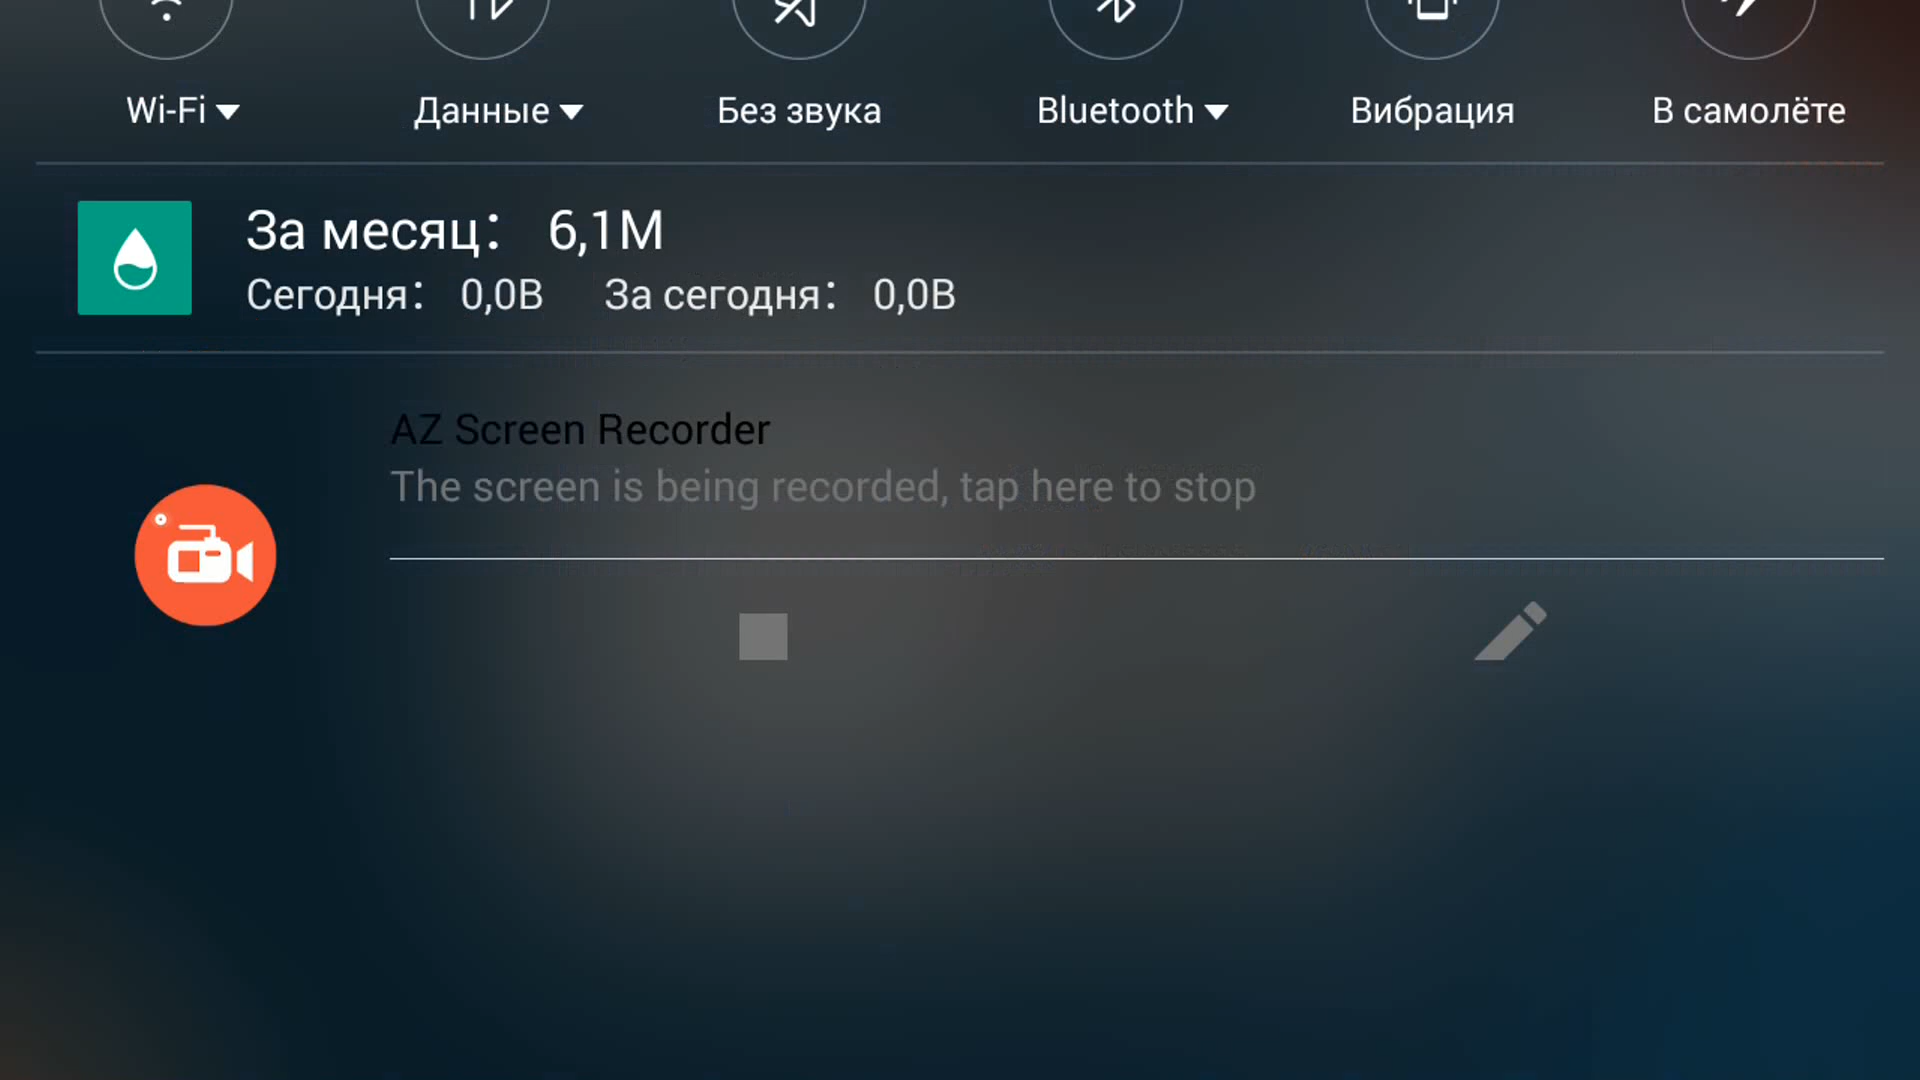 Wi-Fi Данные Без звука Bluetooth Вибрация В самолёте
За месяц: 6,1M
Сегодня: 0,0B За сегодня: 0,0B
AZ Screen Recorder
The screen is being recorded, tap here to stop